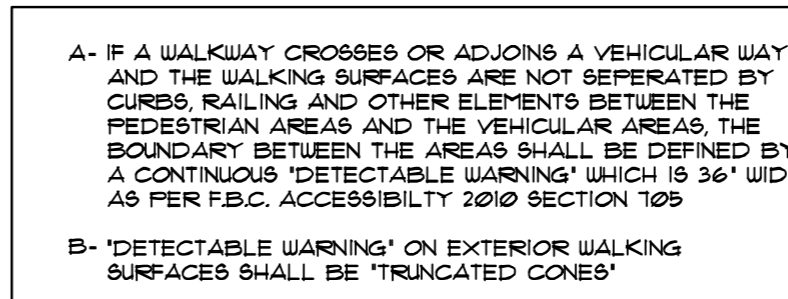 A- IF A WALKWAY CROSSES OR ADJOINS A VEHICULAR WAY
AND THE WALKING SURFACES ARE NOT SEPERATED BY
CURBS, RAILING AND OTHER ELEMENTS BETWEEN THE
PEDESTRIAN AREAS AND THE VEHICULAR AREAS, THE
BOUNDARY BETWEEN THE AREAS SHALL BE DEFINED BY
A CONTINUOUS "DETECTABLE WARNING" WHICH IS 36" WID
AS PER F.B.C. ACCESSIBILTY 2010 SECTION 705
B- "DETECTABLE WARNING" ON EXTERIOR WALKING
SURFACES SHALL BE "TRUNCATED CONES"